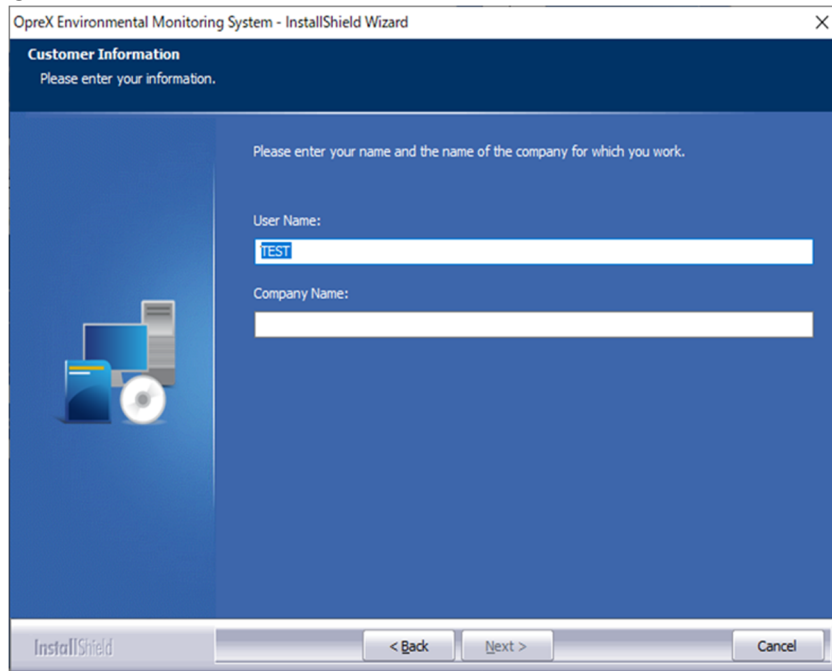 OpreX Environmental Monitoring System - InstallShield Wizard
Customer Information
Please enter your information.
Please enter your name and the name of the company for which you work.
User Name:
TEST
Company Name:
InstallShield
< Back
Next >
Cancel